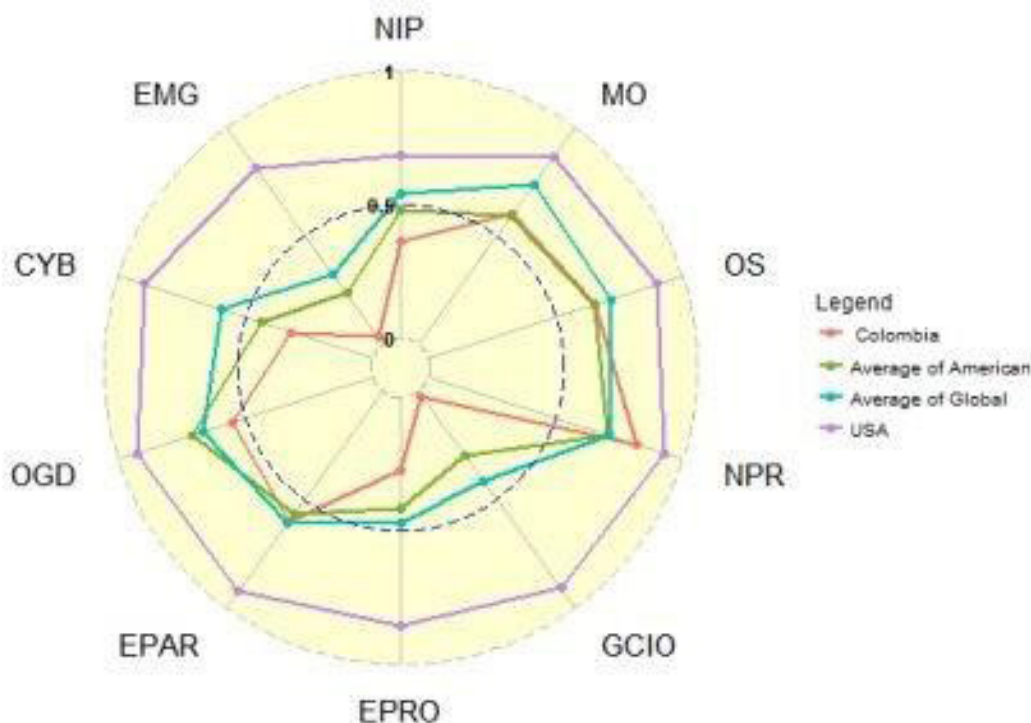 NIP
1
EMG
MO
0.5
CYB
OS
0
Legend
Colombia
Average of American
Average of Global
USA
OGD
NPR
EPAR
GCIO
EPRO